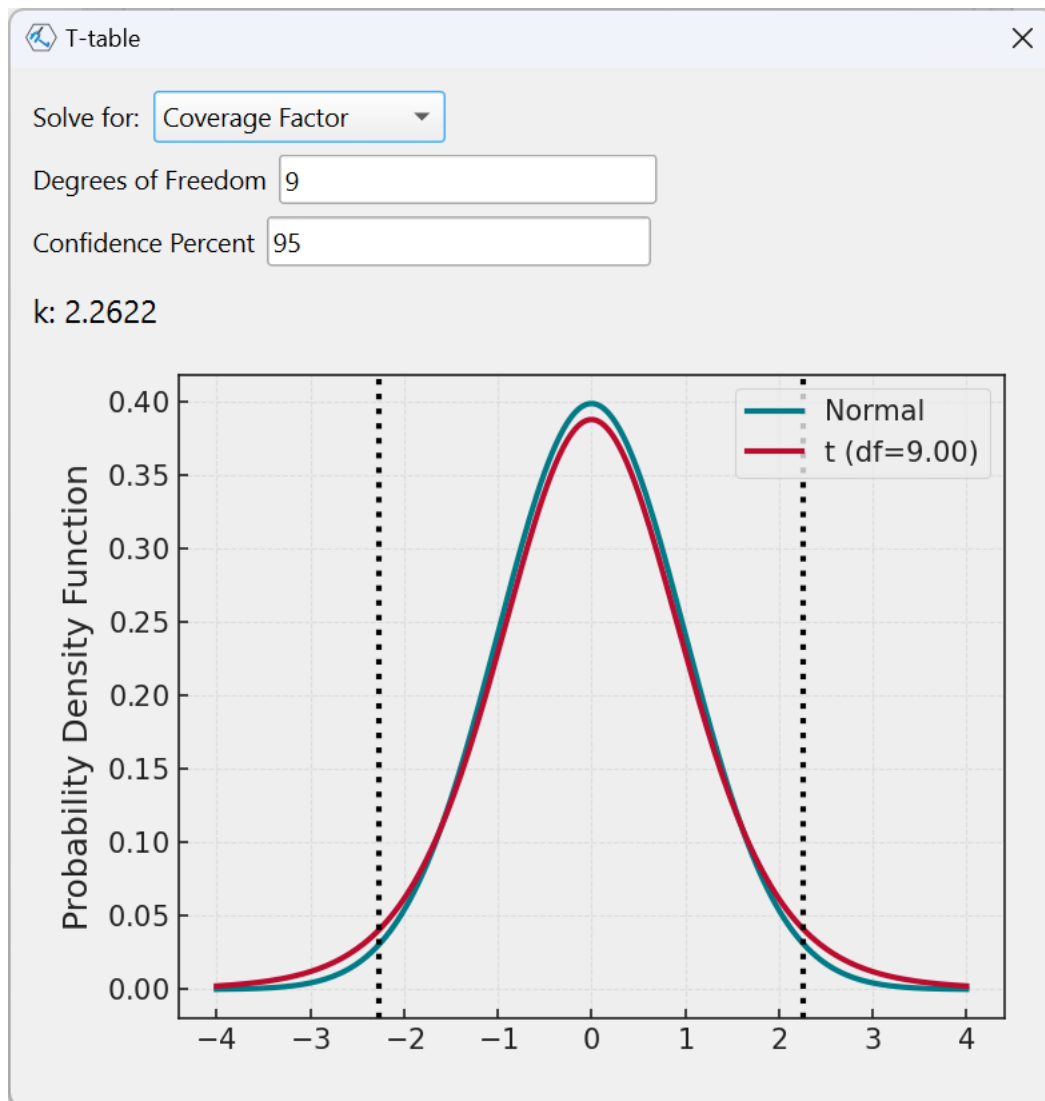 T-table
Solve for: Coverage Factor
Degrees of Freedom 9
Confidence Percent 95
k: 2.2622
Probability Density Function
0.40
0.35
0.30
0.25
0.20
0.15
0.10
0.05
0.00
Normal
t (df=9.00)
−4 −3 −2 −1 0 1 2 3 4